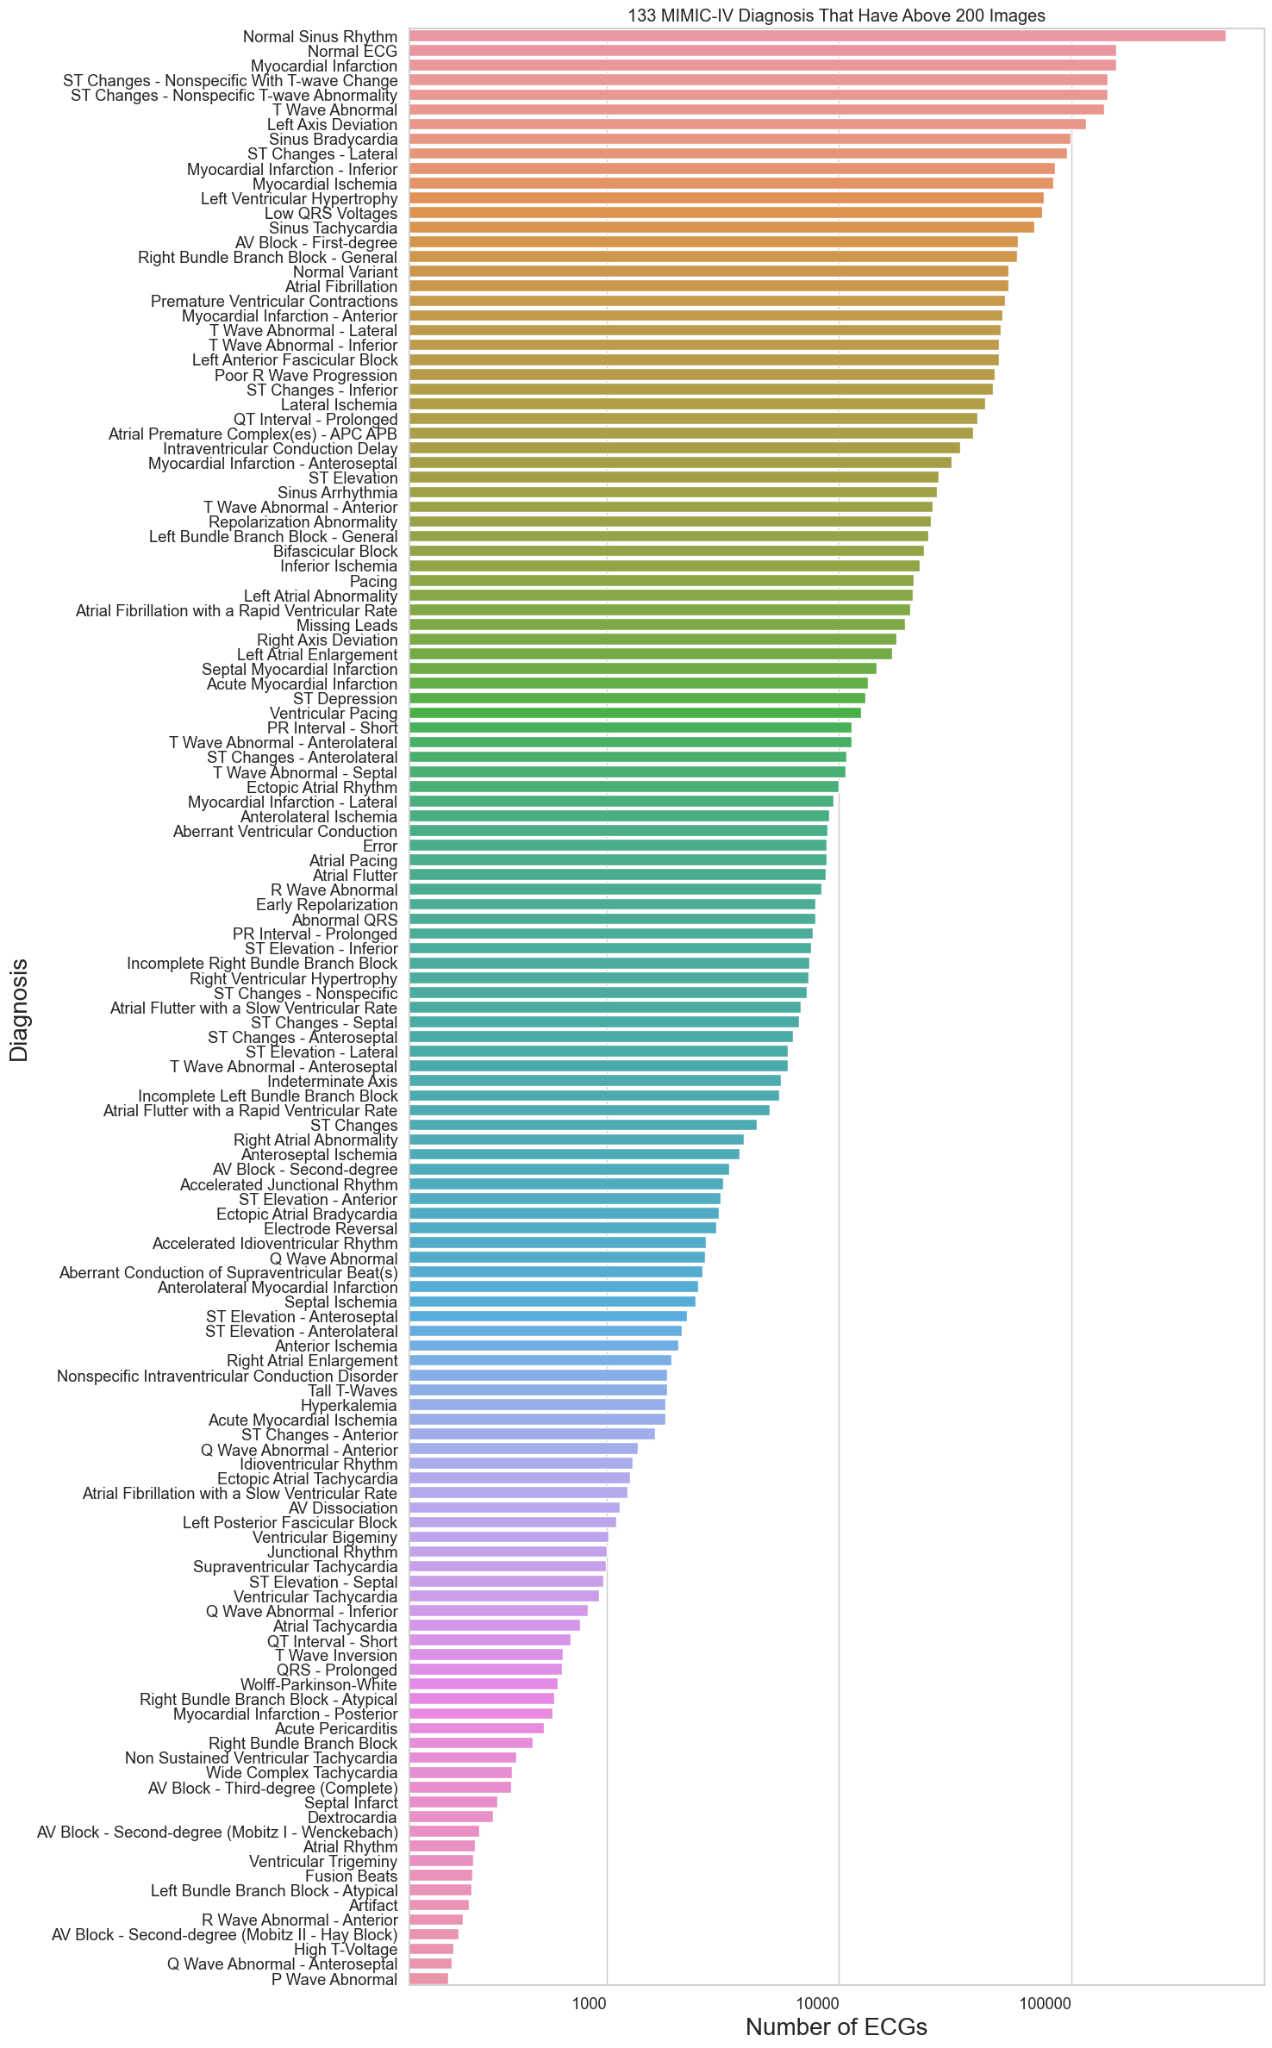 133 MIMIC-IV Diagnosis That Have Above 200 Images
Normal Sinus Rhythm
Normal ECG
Myocardial Infarction
ST Changes - Nonspecific With T-wave Change
ST Changes - Nonspecific T-wave Abnormality
T Wave Abnormal
Left Axis Deviation
Sinus Bradycardia
ST Changes - Lateral
Myocardial Infarction - Inferior
Myocardial Ischemia
Left Ventricular Hypertrophy
Low QRS Voltages
Sinus Tachycardia
AV Block - First-degree
Right Bundle Branch Block - General
Normal Variant
Atrial Fibrillation
Premature Ventricular Contractions
Myocardial Infarction - Anterior
T Wave Abnormal - Lateral
T Wave Abnormal - Inferior
Left Anterior Fascicular Block
Poor R Wave Progression
ST Changes - Inferior
Lateral Ischemia
QT Interval - Prolonged
Atrial Premature Complex(es) - APC APB
Intraventricular Conduction Delay
Myocardial Infarction - Anteroseptal
ST Elevation
Sinus Arrhythmia
T Wave Abnormal - Anterior
Repolarization Abnormality
Left Bundle Branch Block - General
Bifascicular Block
Inferior Ischemia
Pacing
Left Atrial Abnormality
Atrial Fibrillation with a Rapid Ventricular Rate
Missing Leads
Right Axis Deviation
Left Atrial Enlargement
Septal Myocardial Infarction
Acute Myocardial Infarction
ST Depression
Ventricular Pacing
PR Interval - Short
T Wave Abnormal - Anterolateral
ST Changes - Anterolateral
T Wave Abnormal - Septal
Ectopic Atrial Rhythm
Myocardial Infarction - Lateral
Anterolateral Ischemia
Aberrant Ventricular Conduction
Error
Atrial Pacing
Atrial Flutter
R Wave Abnormal
Early Repolarization
Abnormal QRS
PR Interval - Prolonged
ST Elevation - Inferior
Incomplete Right Bundle Branch Block
Right Ventricular Hypertrophy
ST Changes - Nonspecific
Atrial Flutter with a Slow Ventricular Rate
ST Changes - Septal
ST Changes - Anteroseptal
ST Elevation - Lateral
T Wave Abnormal - Anteroseptal
Indeterminate Axis
Incomplete Left Bundle Branch Block
Atrial Flutter with a Rapid Ventricular Rate
ST Changes
Right Atrial Abnormality
Anteroseptal Ischemia
AV Block - Second-degree
Accelerated Junctional Rhythm
ST Elevation - Anterior
Ectopic Atrial Bradycardia
Electrode Reversal
Accelerated Idioventricular Rhythm
Q Wave Abnormal
Aberrant Conduction of Supraventricular Beat(s)
Anterolateral Myocardial Infarction
Septal Ischemia
ST Elevation - Anteroseptal
ST Elevation - Anterolateral
Anterior Ischemia
Right Atrial Enlargement
Nonspecific Intraventricular Conduction Disorder
Tall T-Waves
Hyperkalemia
Acute Myocardial Ischemia
ST Changes - Anterior
Q Wave Abnormal - Anterior
Idioventricular Rhythm
Ectopic Atrial Tachycardia
Atrial Fibrillation with a Slow Ventricular Rate
AV Dissociation
Left Posterior Fascicular Block
Ventricular Bigeminy
Junctional Rhythm
Supraventricular Tachycardia
ST Elevation - Septal
Ventricular Tachycardia
Q Wave Abnormal - Inferior
Atrial Tachycardia
QT Interval - Short
T Wave Inversion
QRS - Prolonged
Wolff-Parkinson-White
Right Bundle Branch Block - Atypical
Myocardial Infarction - Posterior
Acute Pericarditis
Right Bundle Branch Block
Non Sustained Ventricular Tachycardia
Wide Complex Tachycardia
AV Block - Third-degree (Complete)
Septal Infarct
Dextrocardia
AV Block - Second-degree (Mobitz I - Wenckebach)
Atrial Rhythm
Ventricular Trigeminy
Fusion Beats
Left Bundle Branch Block - Atypical
Artifact
R Wave Abnormal - Anterior
AV Block - Second-degree (Mobitz II - Hay Block)
High T-Voltage
Q Wave Abnormal - Anteroseptal
P Wave Abnormal
Diagnosis
1000 10000 100000
Number of ECGs